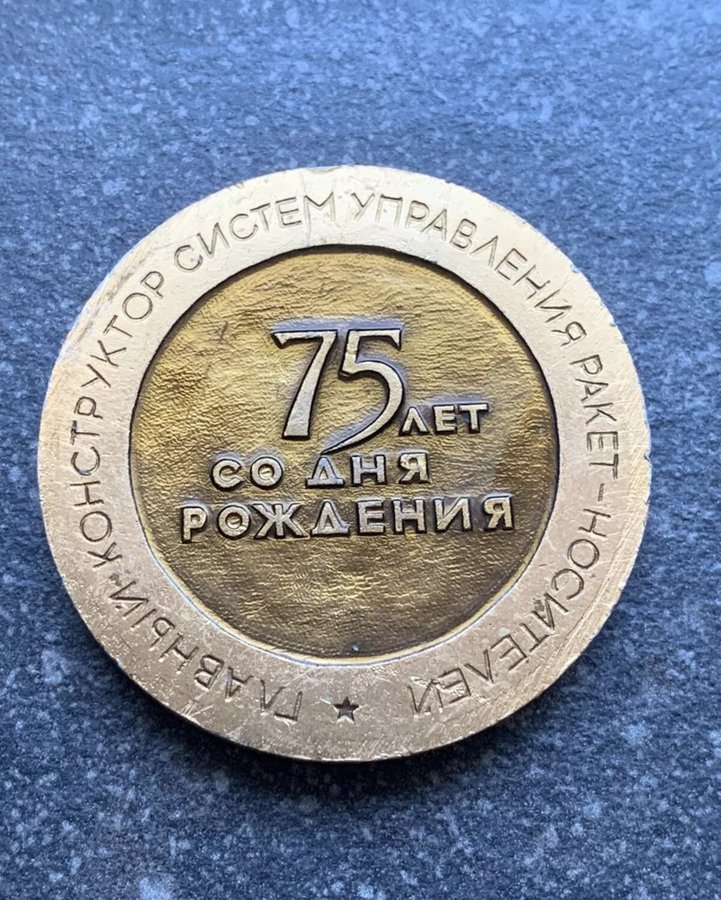 ГЛАВНЫЙ КОНСТРУКТОР СИСТЕМ УПРАВЛЕНИЯ РАКЕТ-НОСИТЕЛЕЙ
75 ЛЕТ
СО ДНЯ
РОЖДЕНИЯ